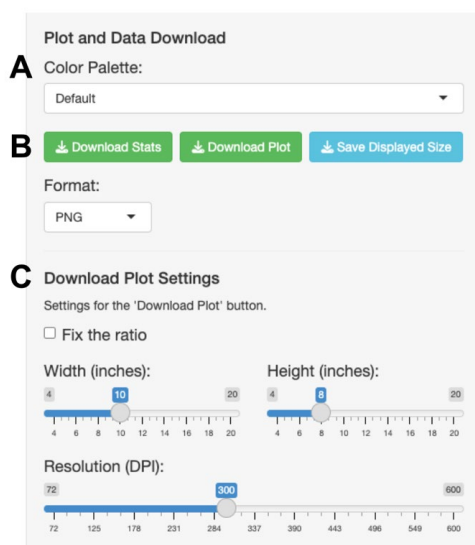 Plot and Data Download
A Color Palette:
Default
B Download Stats Download Plot Save Displayed Size
Format:
PNG
C Download Plot Settings
Settings for the 'Download Plot' button.
Fix the ratio
Width (inches): Height (inches):
4 10 20 4 8 20
4 6 8 10 12 14 16 18 20 4 6 8 10 12 14 16 18 20
Resolution (DPI):
72 300 600
72 125 178 231 284 337 390 443 496 549 600